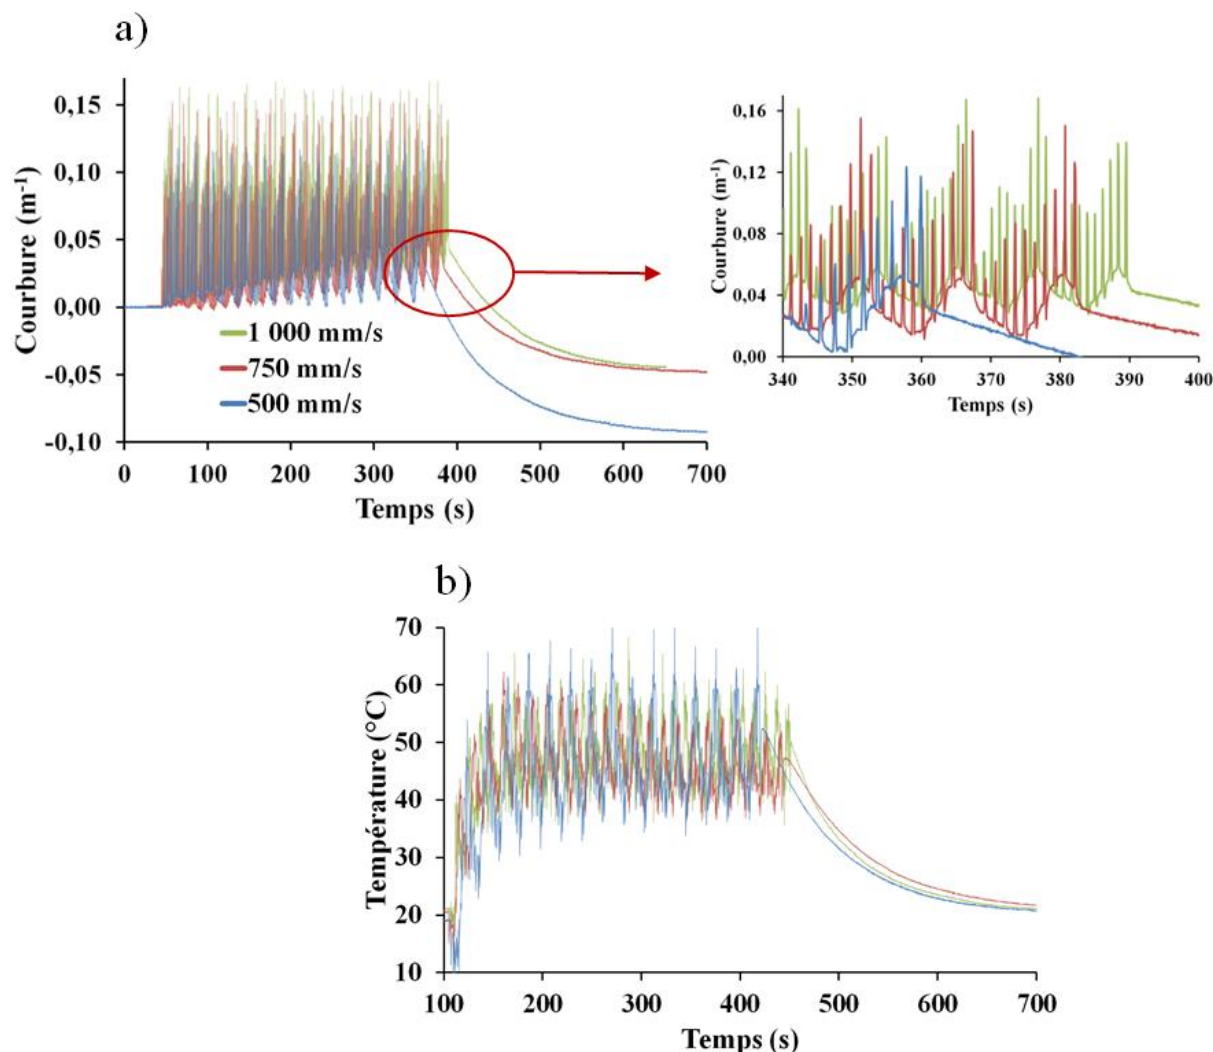 a)
0,15
0,10
0,05
0,00
-0,05
-0,10
Courbure (m-1)
1 000 mm/s
750 mm/s
500 mm/s
0 100 200 300 400 500 600 700
Temps (s)
0,16
0,12
0,08
0,04
0,00
Courbure (m-1)
340 350 360 370 380 390 400
Temps (s)
b)
70
60
50
40
30
20
10
Température (°C)
100 200 300 400 500 600 700
Temps (s)